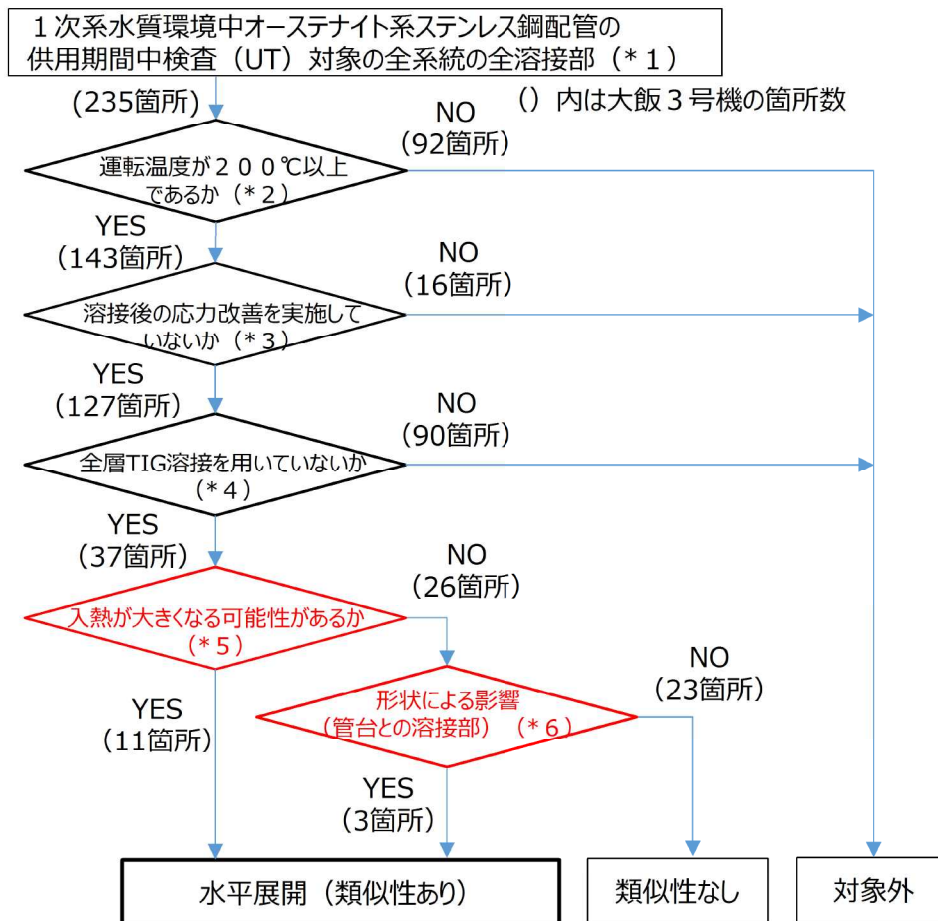 １次系水質環境中オーステナイト系ステンレス鋼配管の
供用期間中検査（UT）対象の全系統の全溶接部（*１）
(235箇所)
（）内は大飯３号機の箇所数
NO
（92箇所）
運転温度が２００℃以上
であるか（*２）
YES
（143箇所）
NO
（16箇所）
溶接後の応力改善を実施して
いないか（*３）
YES
（127箇所）
NO
（90箇所）
全層TIG溶接を用いていないか
（*４）
YES
（37箇所）
NO
（26箇所）
入熱が大きくなる可能性があるか
（*５）
NO
（23箇所）
形状による影響
（管台との溶接部）（*６）
YES
（11箇所）
YES
（3箇所）
水平展開（類似性あり）
類似性なし
対象外